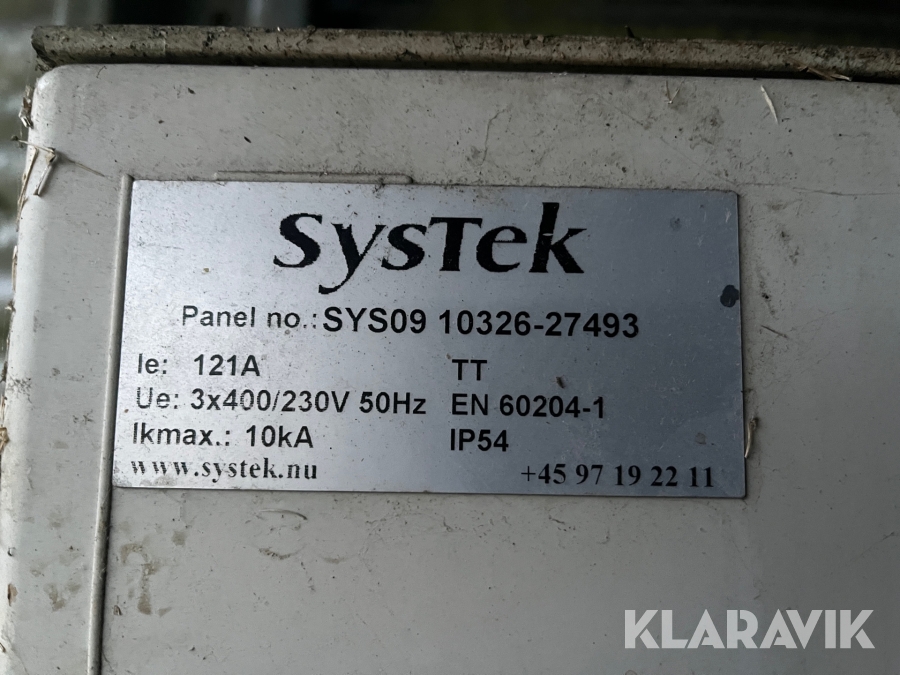 SysTek
Panel no.: SYS09 10326-27493
Ie: 121A TT
Ue: 3x400/230V 50Hz EN 60204-1
Ikmax.: 10kA IP54
www.systek.nu +45 97 19 22 11
KLARAVIK